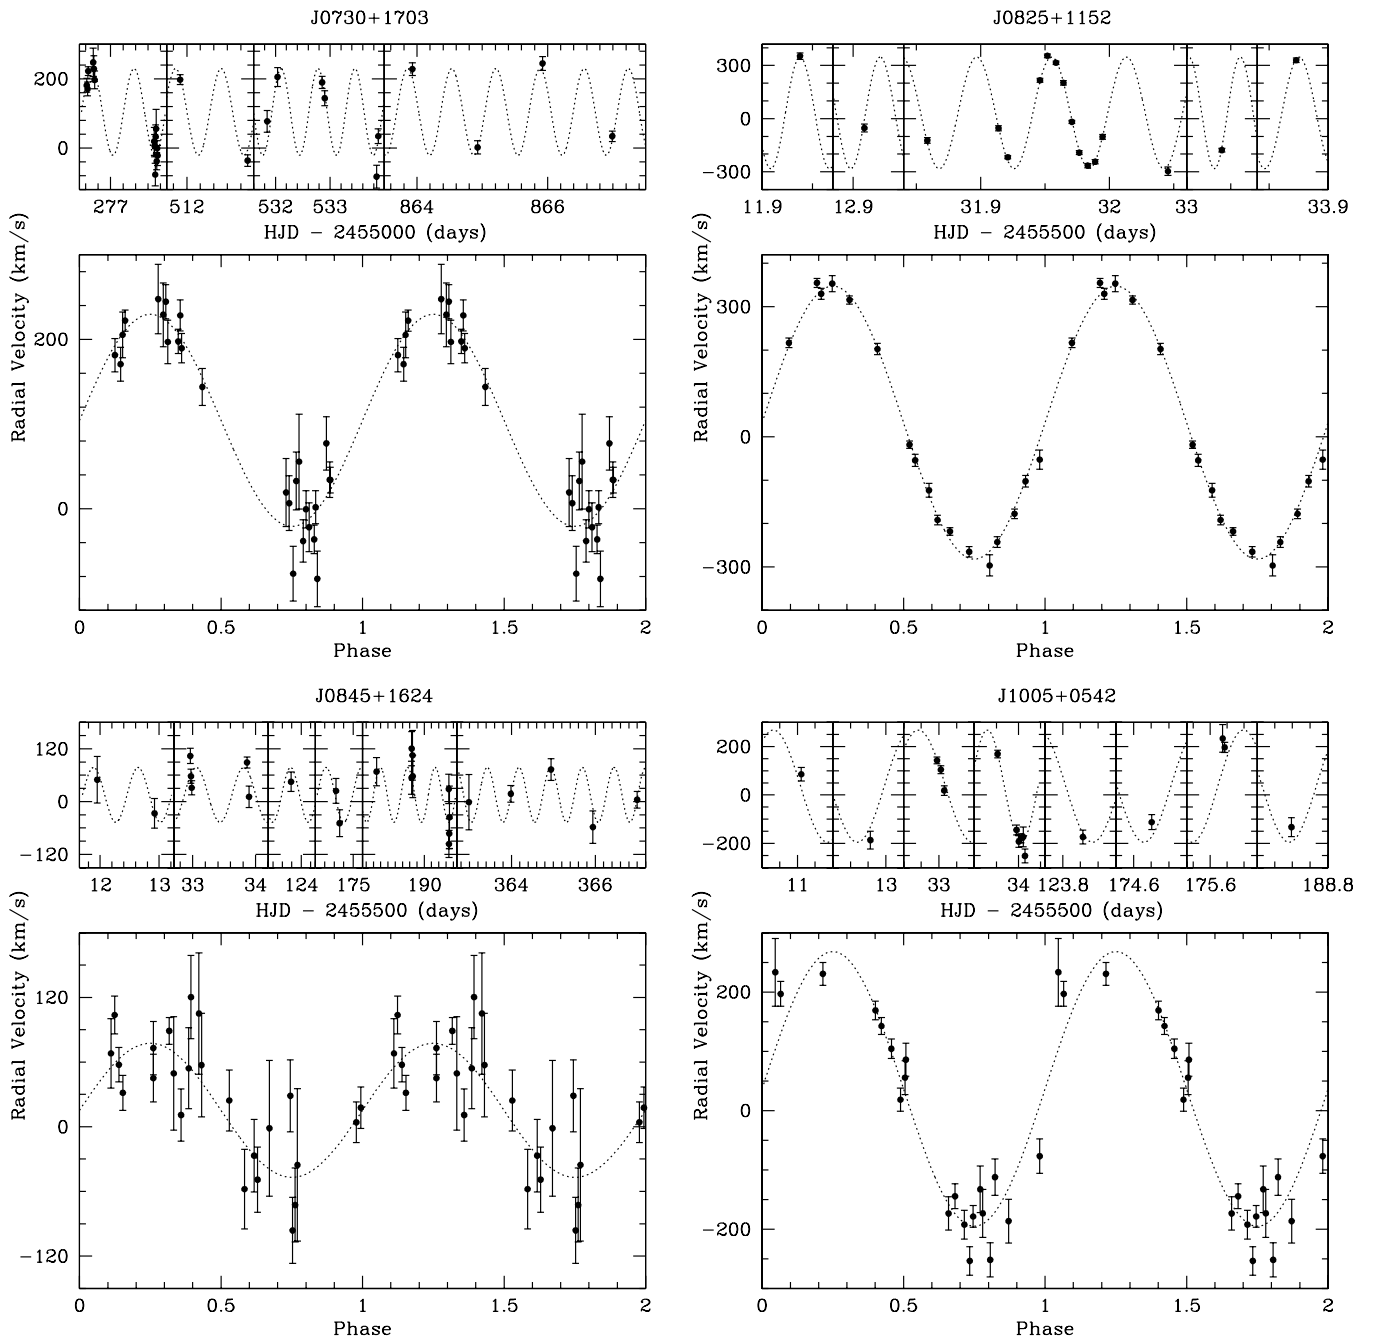 J0730+1703
200
0
277 512 532 533 864 866
HJD − 2455000 (days)
Radial Velocity (km/s)
200
0
0 0.5 1 1.5 2
Phase
J0825+1152
300
0
−300
11.9 12.9 31.9 32 33 33.9
HJD − 2455500 (days)
Radial Velocity (km/s)
300
0
−300
0 0.5 1 1.5 2
Phase
J0845+1624
120
0
−120
12 13 33 34 124 175 190 364 366
HJD − 2455500 (days)
Radial Velocity (km/s)
120
0
−120
0 0.5 1 1.5 2
Phase
J1005+0542
200
0
−200
11 13 33 34 123.8 174.6 175.6 188.8
HJD − 2455500 (days)
Radial Velocity (km/s)
200
0
−200
0 0.5 1 1.5 2
Phase